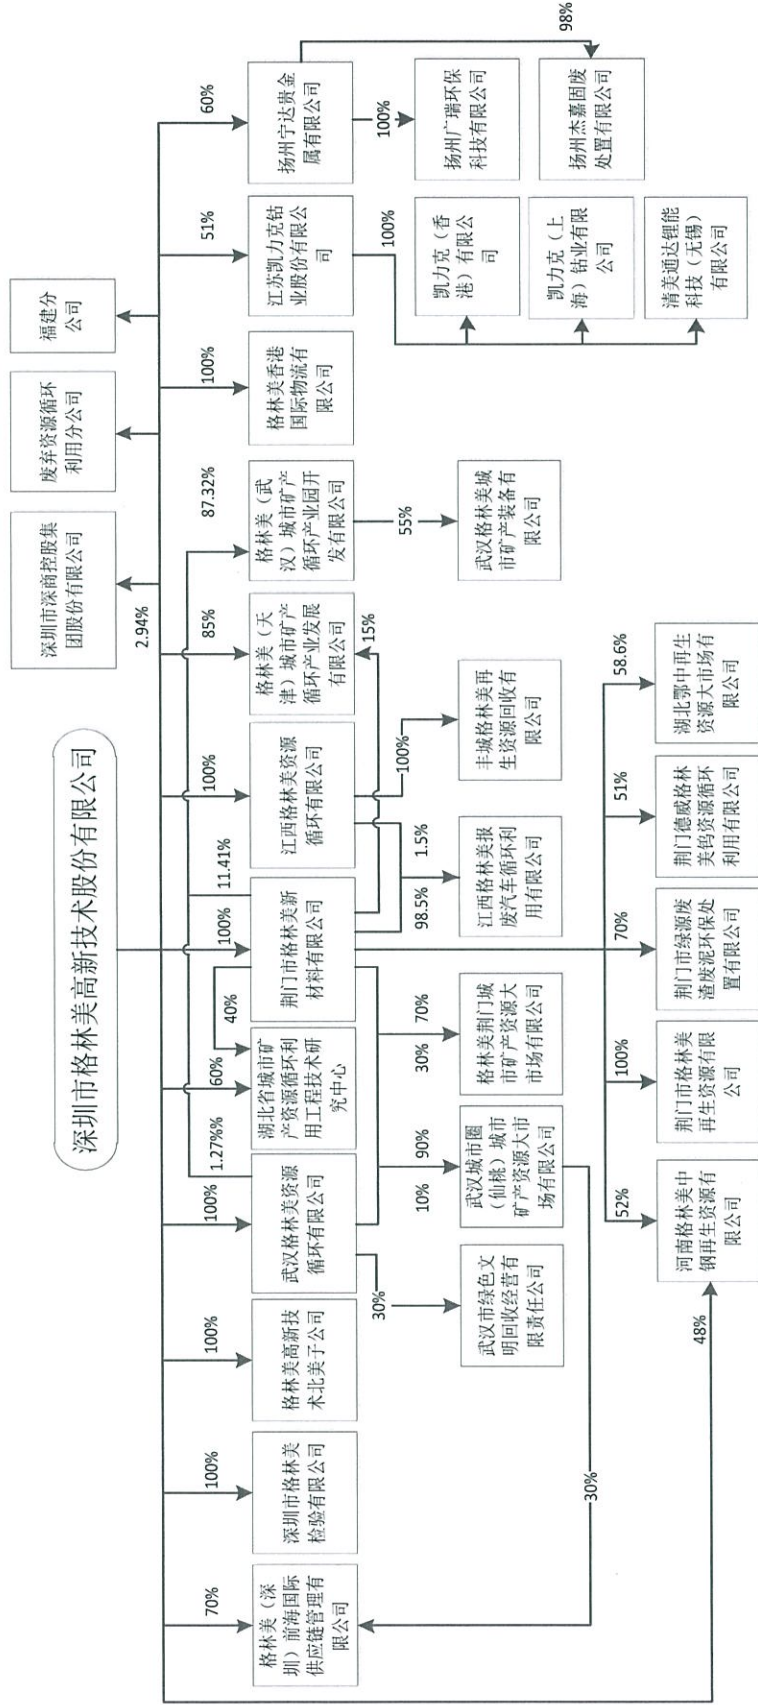 深圳市格林美高新技术股份有限公司
深圳市深商控股集
团股份有限公司
废弃资源循环
利用分公司
福建分
公司
2.94%
70%
100%
100%
100%
1.27%%
60%
40%
100%
11.41%
100%
85%
87.32%
100%
51%
60%
98%
格林美（深
圳）前海国际
供应链管理有
限公司
深圳市格林美
检验有限公司
格林美高新技
术北美子公司
武汉格林美资源
循环有限公司
湖北省城市矿
产资源循环利
用工程技术研
究中心
荆门市格林美新
材料有限公司
江西格林美资源
循环有限公司
格林美（天
津）城市矿产
循环产业发展
有限公司
格林美（武
汉）城市矿产
循环产业园开
发有限公司
格林美香港
国际物流有
限公司
江苏凯力克钴
业股份有限公
司
扬州宁达贵金
属有限公司
30%
10%
90%
30%
70%
98.5%
1.5%
100%
15%
55%
100%
100%
武汉市绿色文
明回收经营有
限责任公司
武汉城市圈
（仙桃）城市
矿产资源大市
场有限公司
格林美荆门城
市矿产资源大
市场有限公司
江西格林美报
废汽车循环利
用有限公司
丰城格林美再
生资源回收有
限公司
武汉格林美城
市矿产装备有
限公司
凯力克（香
港）有限公
司
凯力克（上
海）钴业有限
公司
清美通达锂能
科技（无锡）
有限公司
扬州广瑞环保
科技有限公司
扬州杰嘉固废
处置有限公司
30%
48%
52%
100%
70%
51%
58.6%
河南格林美中
钢再生资源有
限公司
荆门市格林美
再生资源有限
公司
荆门市绿源废
渣废泥环保处
置有限公司
荆门德威格林
美钨资源循环
利用有限公司
湖北鄂中再生
资源大市场有
限公司